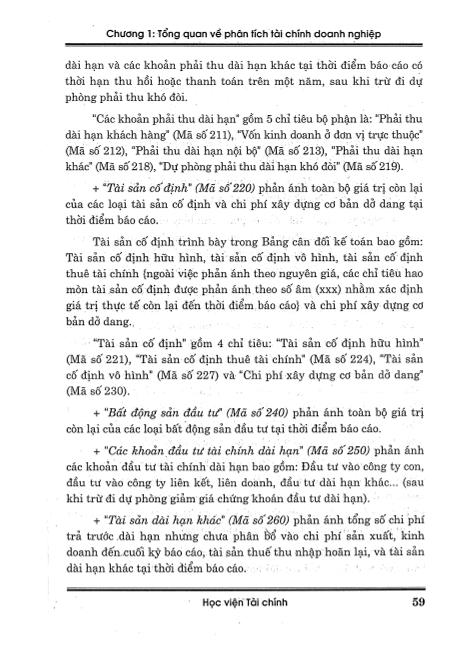 Chương 1: Tổng quan về phân tích tài chính doanh nghiệp
dài hạn và các khoản phải thu dài hạn khác tại thời điểm báo cáo có
thời hạn thu hồi hoặc thanh toán trên một năm, sau khi trừ đi dự
phòng phải thu khó đòi.
"Các khoản phải thu dài hạn" gồm 5 chỉ tiêu bộ phận là: "Phải thu
dài hạn khách hàng" (Mã số 211), "Vốn kinh doanh ở đơn vị trực thuộc"
(Mã số 212), "Phải thu dài hạn nội bộ" (Mã số 213), "Phải thu dài hạn
khác" (Mã số 218), "Dự phòng phải thu dài hạn khó đòi" (Mã số 219).
+ "Tài sản cố định" (Mã số 220) phản ánh toàn bộ giá trị còn lại
của các loại tài sản cố định và chi phí xây dựng cơ bản dở dang tại
thời điểm báo cáo.
Tài sản cố định trình bày trong Bảng cân đối kế toán bao gồm:
Tài sản cố định hữu hình, tài sản cố định vô hình, tài sản cố định
thuê tài chính {ngoài việc phản ánh theo nguyên giá, các chỉ tiêu hao
mòn tài sản cố định được phản ánh theo số âm (xxx) nhằm xác định
giá trị thực tế còn lại đến thời điểm báo cáo} và chi phí xây dựng cơ
bản dở dang.
"Tài sản cố định" gồm 4 chỉ tiêu: "Tài sản cố định hữu hình"
(Mã số 221), "Tài sản cố định thuê tài chính" (Mã số 224), "Tài sản
cố định vô hình" (Mã số 227) và "Chi phí xây dựng cơ bản dở dang"
(Mã số 230).
+ "Bất động sản đầu tư" (Mã số 240) phản ánh toàn bộ giá trị
còn lại của các loại bất động sản đầu tư tại thời điểm báo cáo.
+ "Các khoản đầu tư tài chính dài hạn" (Mã số 250) phản ánh
các khoản đầu tư tài chính dài hạn bao gồm: Đầu tư vào công ty con,
đầu tư vào công ty liên kết, liên doanh, đầu tư dài hạn khác... (sau
khi trừ đi dự phòng giảm giá chứng khoán đầu tư dài hạn).
+ "Tài sản dài hạn khác" (Mã số 260) phản ánh tổng số chi phí
trả trước dài hạn nhưng chưa phân bổ vào chi phí sản xuất, kinh
doanh đến cuối kỳ báo cáo, tài sản thuế thu nhập hoãn lại, và tài sản
dài hạn khác tại thời điểm báo cáo.
Học viện Tài chính 59